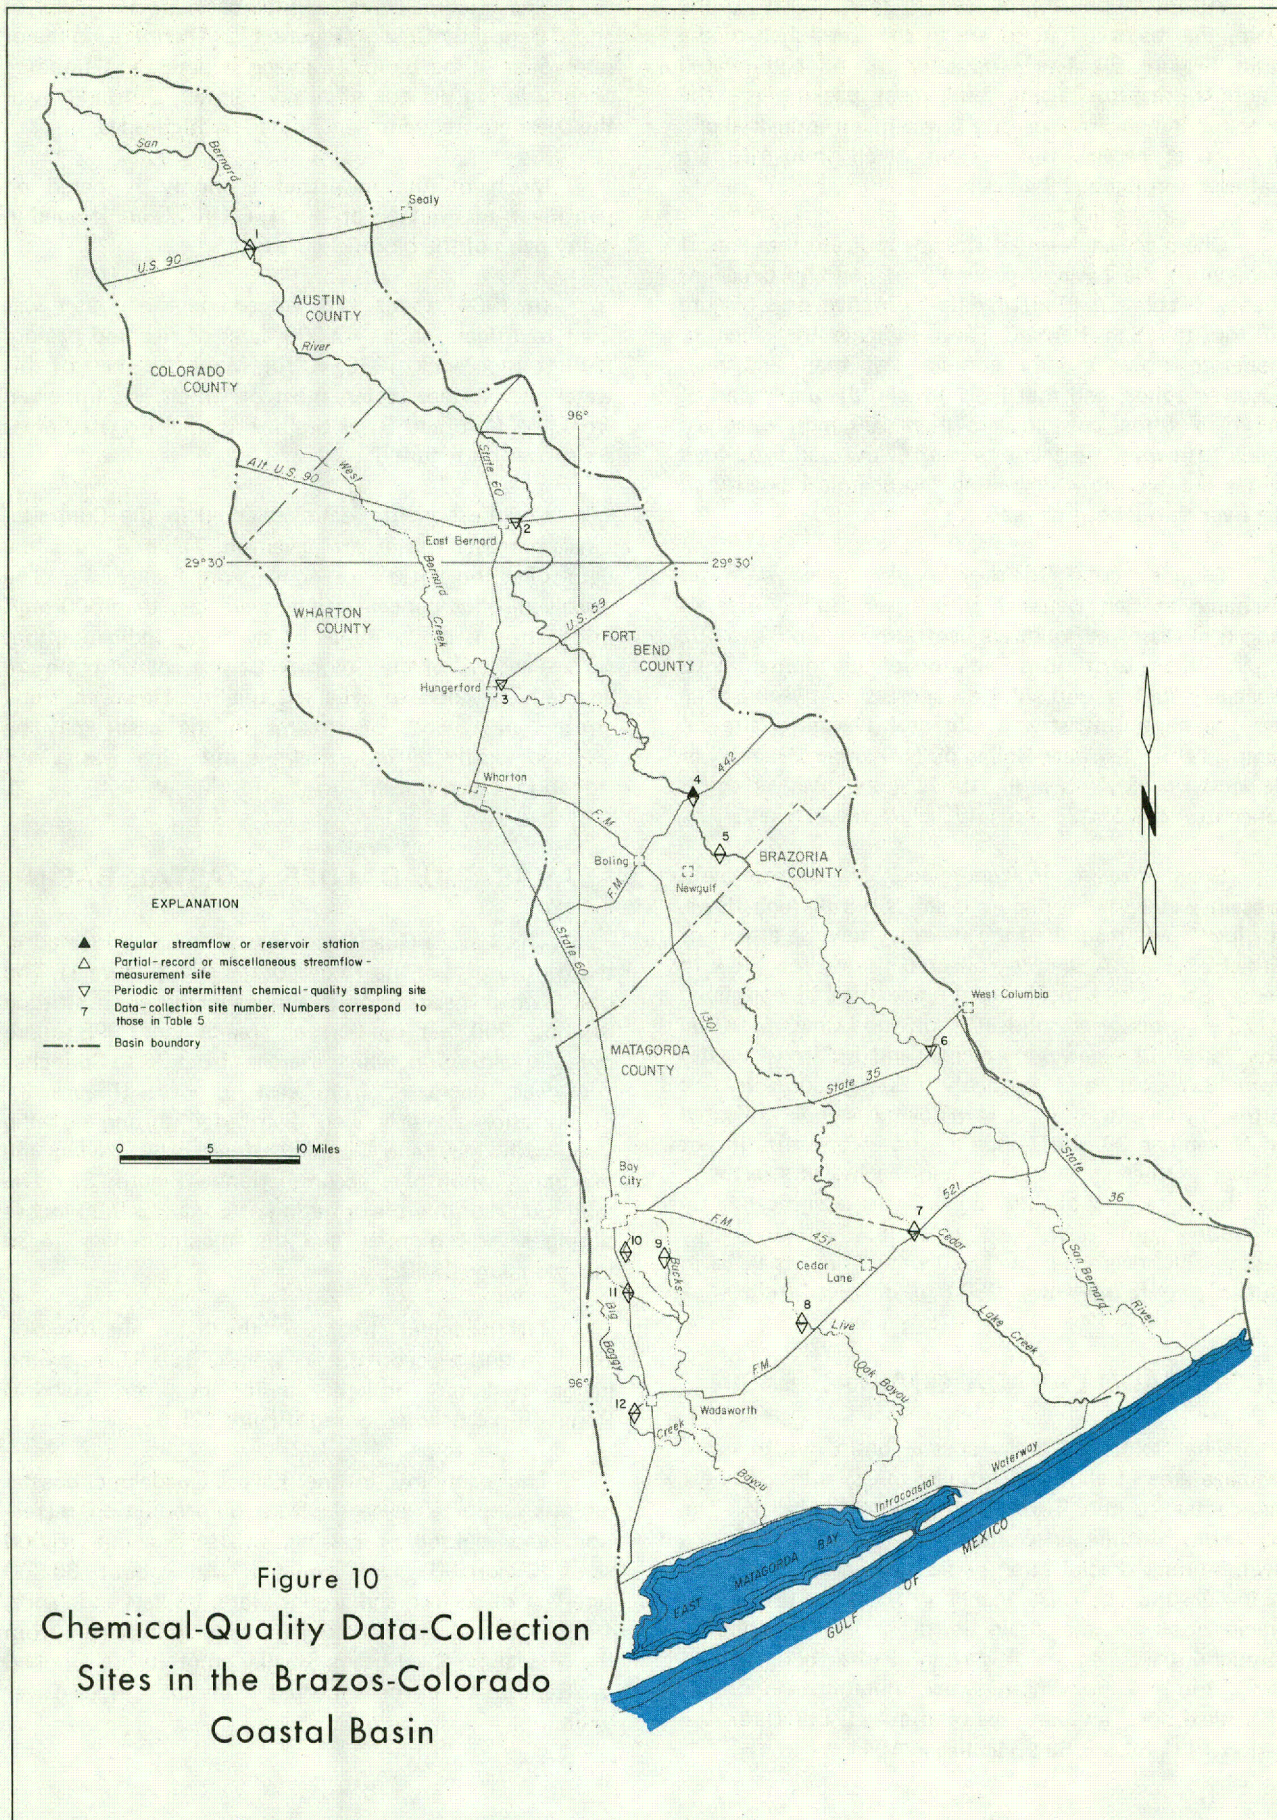 San
Bernard
Sealy
1
U.S. 90
AUSTIN
COUNTY
River
COLORADO
COUNTY
96°
State 60
West
Alt U.S. 90
2
East Bernard
29°30'
29°30'
Bernard
Creek
U.S. 59
WHARTON
COUNTY
FORT
BEND
COUNTY
Hungerford
3
442
4
Wharton
F.M.
5
BRAZORIA
COUNTY
Boling
Newgulf
F.M.
EXPLANATION
Regular streamflow or reservoir station
Partial-record or miscellaneous streamflow-
measurement site
Periodic or intermittent chemical-quality sampling site
7 Data-collection site number. Numbers correspond to
those in Table 5
Basin boundary
State 60
West Columbia
1301
6
MATAGORDA
COUNTY
State 35
N
0 5 10 Miles
Bay
City
State
36
521
7
F.M.
457
Cedar
10
9
Bucks
Cedar
Lane
San Bernard
River
11
Big
Boggy
8
Live
Lake Creek
Oak Bayou
F.M.
96°
12
Wadsworth
Creek
Bayou
Intracoastal
Waterway
EAST MATAGORDA BAY
GULF OF MEXICO
Figure 10
Chemical-Quality Data-Collection
Sites in the Brazos-Colorado
Coastal Basin